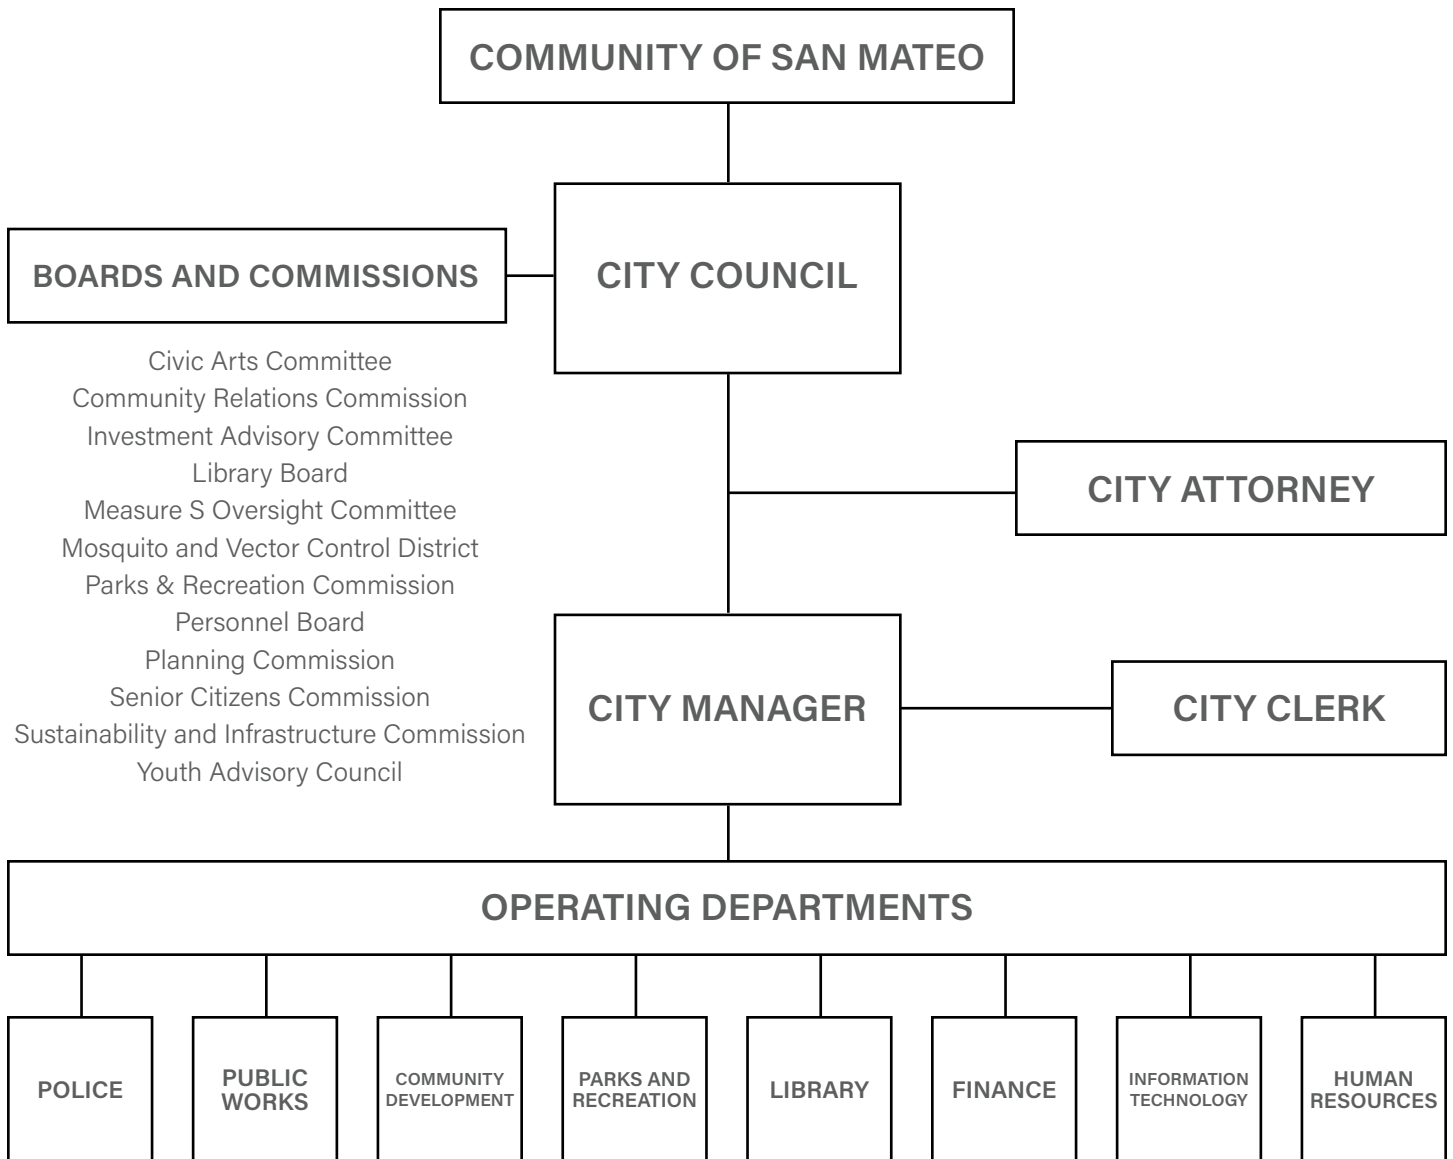 COMMUNITY OF SAN MATEO
CITY COUNCIL
BOARDS AND COMMISSIONS
Civic Arts Committee
Community Relations Commission
Investment Advisory Committee
Library Board
Measure S Oversight Committee
Mosquito and Vector Control District
Parks & Recreation Commission
Personnel Board
Planning Commission
Senior Citizens Commission
Sustainability and Infrastructure Commission
Youth Advisory Council
CITY ATTORNEY
CITY MANAGER
CITY CLERK
OPERATING DEPARTMENTS
POLICE
PUBLIC
WORKS
COMMUNITY
DEVELOPMENT
PARKS AND
RECREATION
LIBRARY
FINANCE
INFORMATION
TECHNOLOGY
HUMAN
RESOURCES